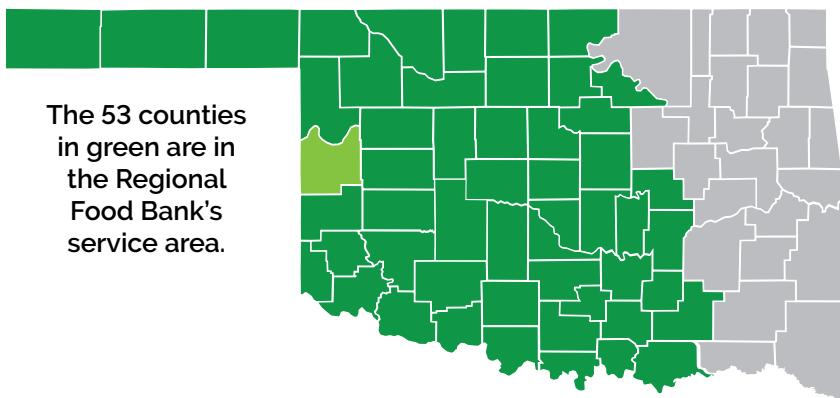 The 53 counties
in green are in
the Regional
Food Bank's
service area.